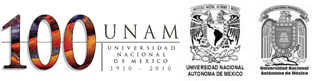 100 UNAM
UNIVERSIDAD
NACIONAL
DE MEXICO
1910 - 2010
UNIVERSIDAD NACIONAL
AUTONOMA DE MEXICO
Universidad Nacional
Autónoma de México